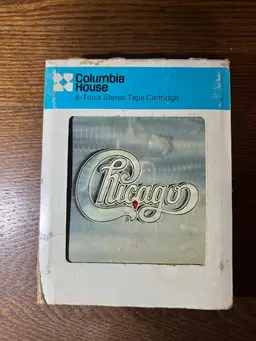 Columbia
House
8-Track Stereo Tape Cartridge
Chicago